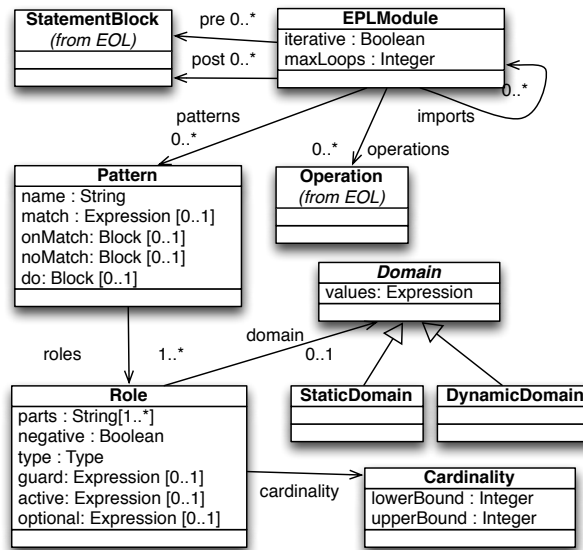 StatementBlock
(from EOL)
pre 0..*
post 0..*
EPLModule
iterative : Boolean
maxLoops : Integer
0..*
imports
patterns
0..*
0..*
operations
Pattern
name : String
match : Expression [0..1]
onMatch: Block [0..1]
noMatch: Block [0..1]
do: Block [0..1]
Operation
(from EOL)
Domain
values: Expression
roles
1..*
domain
0..1
StaticDomain
DynamicDomain
Role
parts : String[1..*]
negative : Boolean
type : Type
guard: Expression [0..1]
active: Expression [0..1]
optional: Expression [0..1]
cardinality
Cardinality
lowerBound : Integer
upperBound : Integer